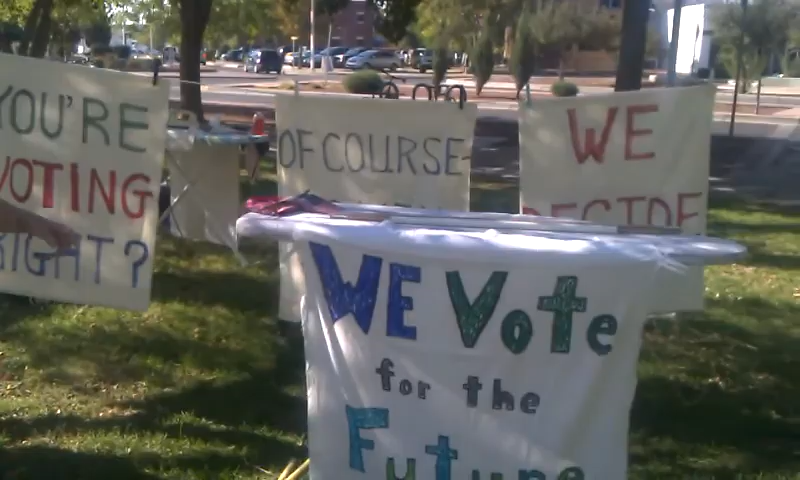 YOU'RE
VOTING
RIGHT?
OF COURSE-
WE
DECIDE
WE Vote
for the
Future